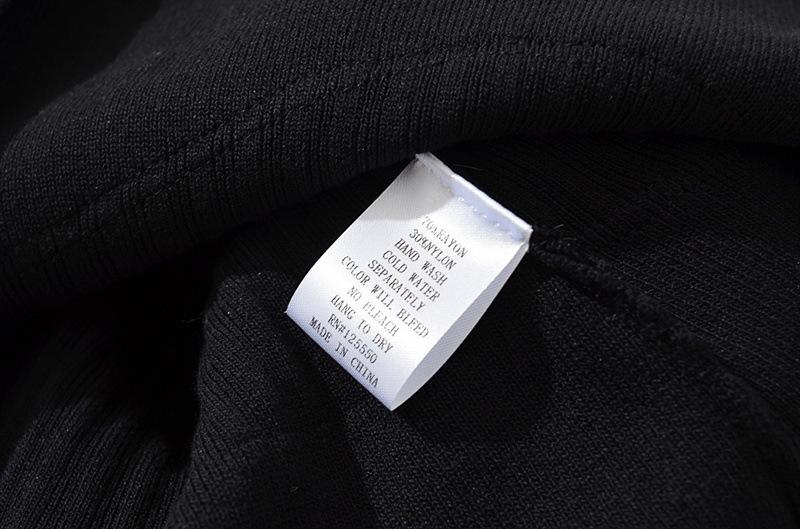 70%RAYON
30%NYLON
HAND WASH
COLD WATER
SEPARATELY
COLOR WILL BLEED
NO BLEACH
HANG TO DRY
RN#125550
MADE IN CHINA